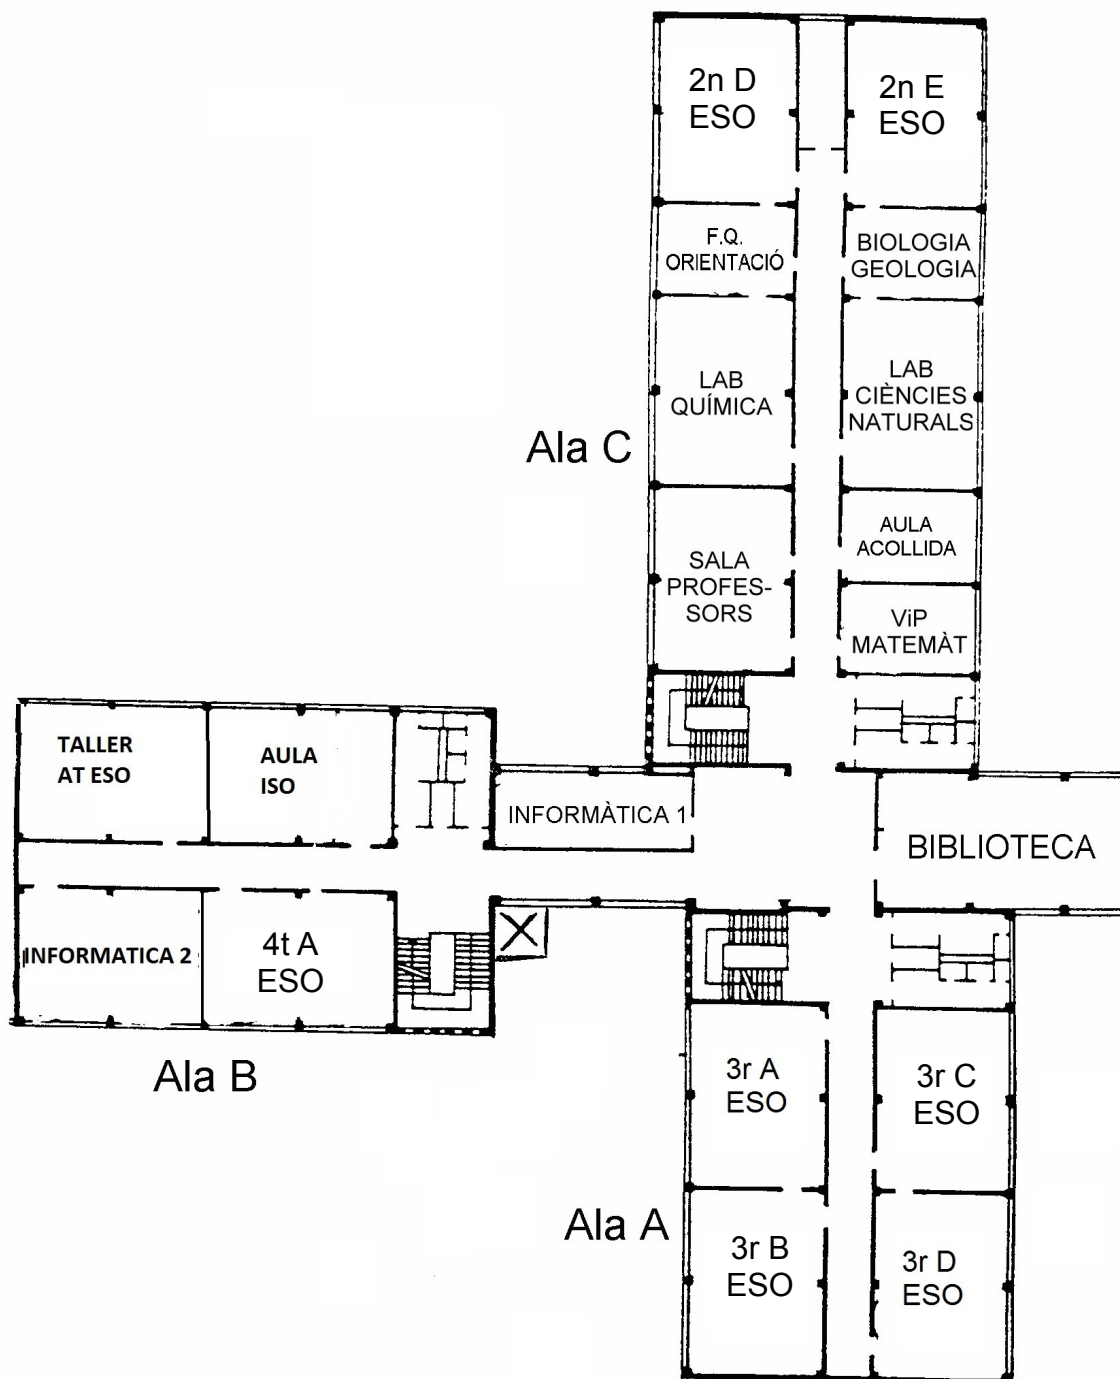 2n D
ESO
2n E
ESO
F.Q.
ORIENTACIÓ
BIOLOGIA
GEOLOGIA
LAB
QUÍMICA
LAB
CIÈNCIES
NATURALS
Ala C
AULA
ACOLLIDA
SALA
PROFES-
SORS
ViP
MATEMÀT
TALLER
AT ESO
AULA
ISO
INFORMÀTICA 1
BIBLIOTECA
INFORMATICA 2
4t A
ESO
Ala B
3r A
ESO
3r C
ESO
Ala A
3r B
ESO
3r D
ESO